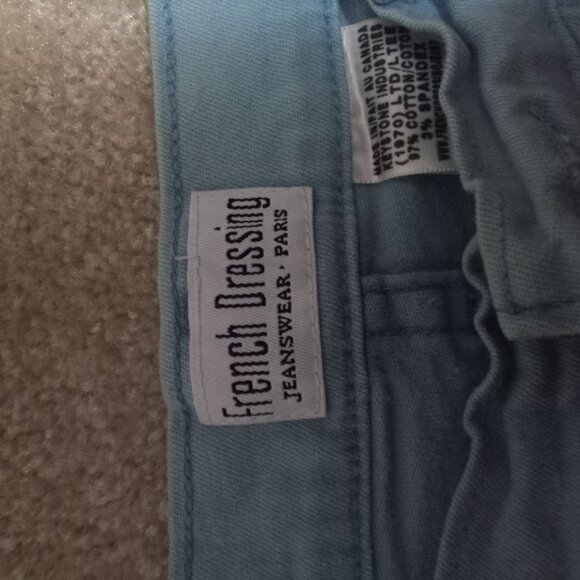 French Dressing
JEANSWEAR · PARIS
MADE IN/FAIT AU CANADA
KEYSTONE INDUSTRIES
(1970) LTD/LTEE
97% COTTON/COTON
3% SPANDEX